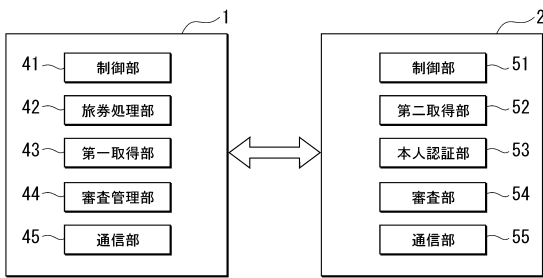 1
2
41 制御部
42 旅券処理部
43 第一取得部
44 審査管理部
45 通信部
制御部 51
第二取得部 52
本人認証部 53
審査部 54
通信部 55